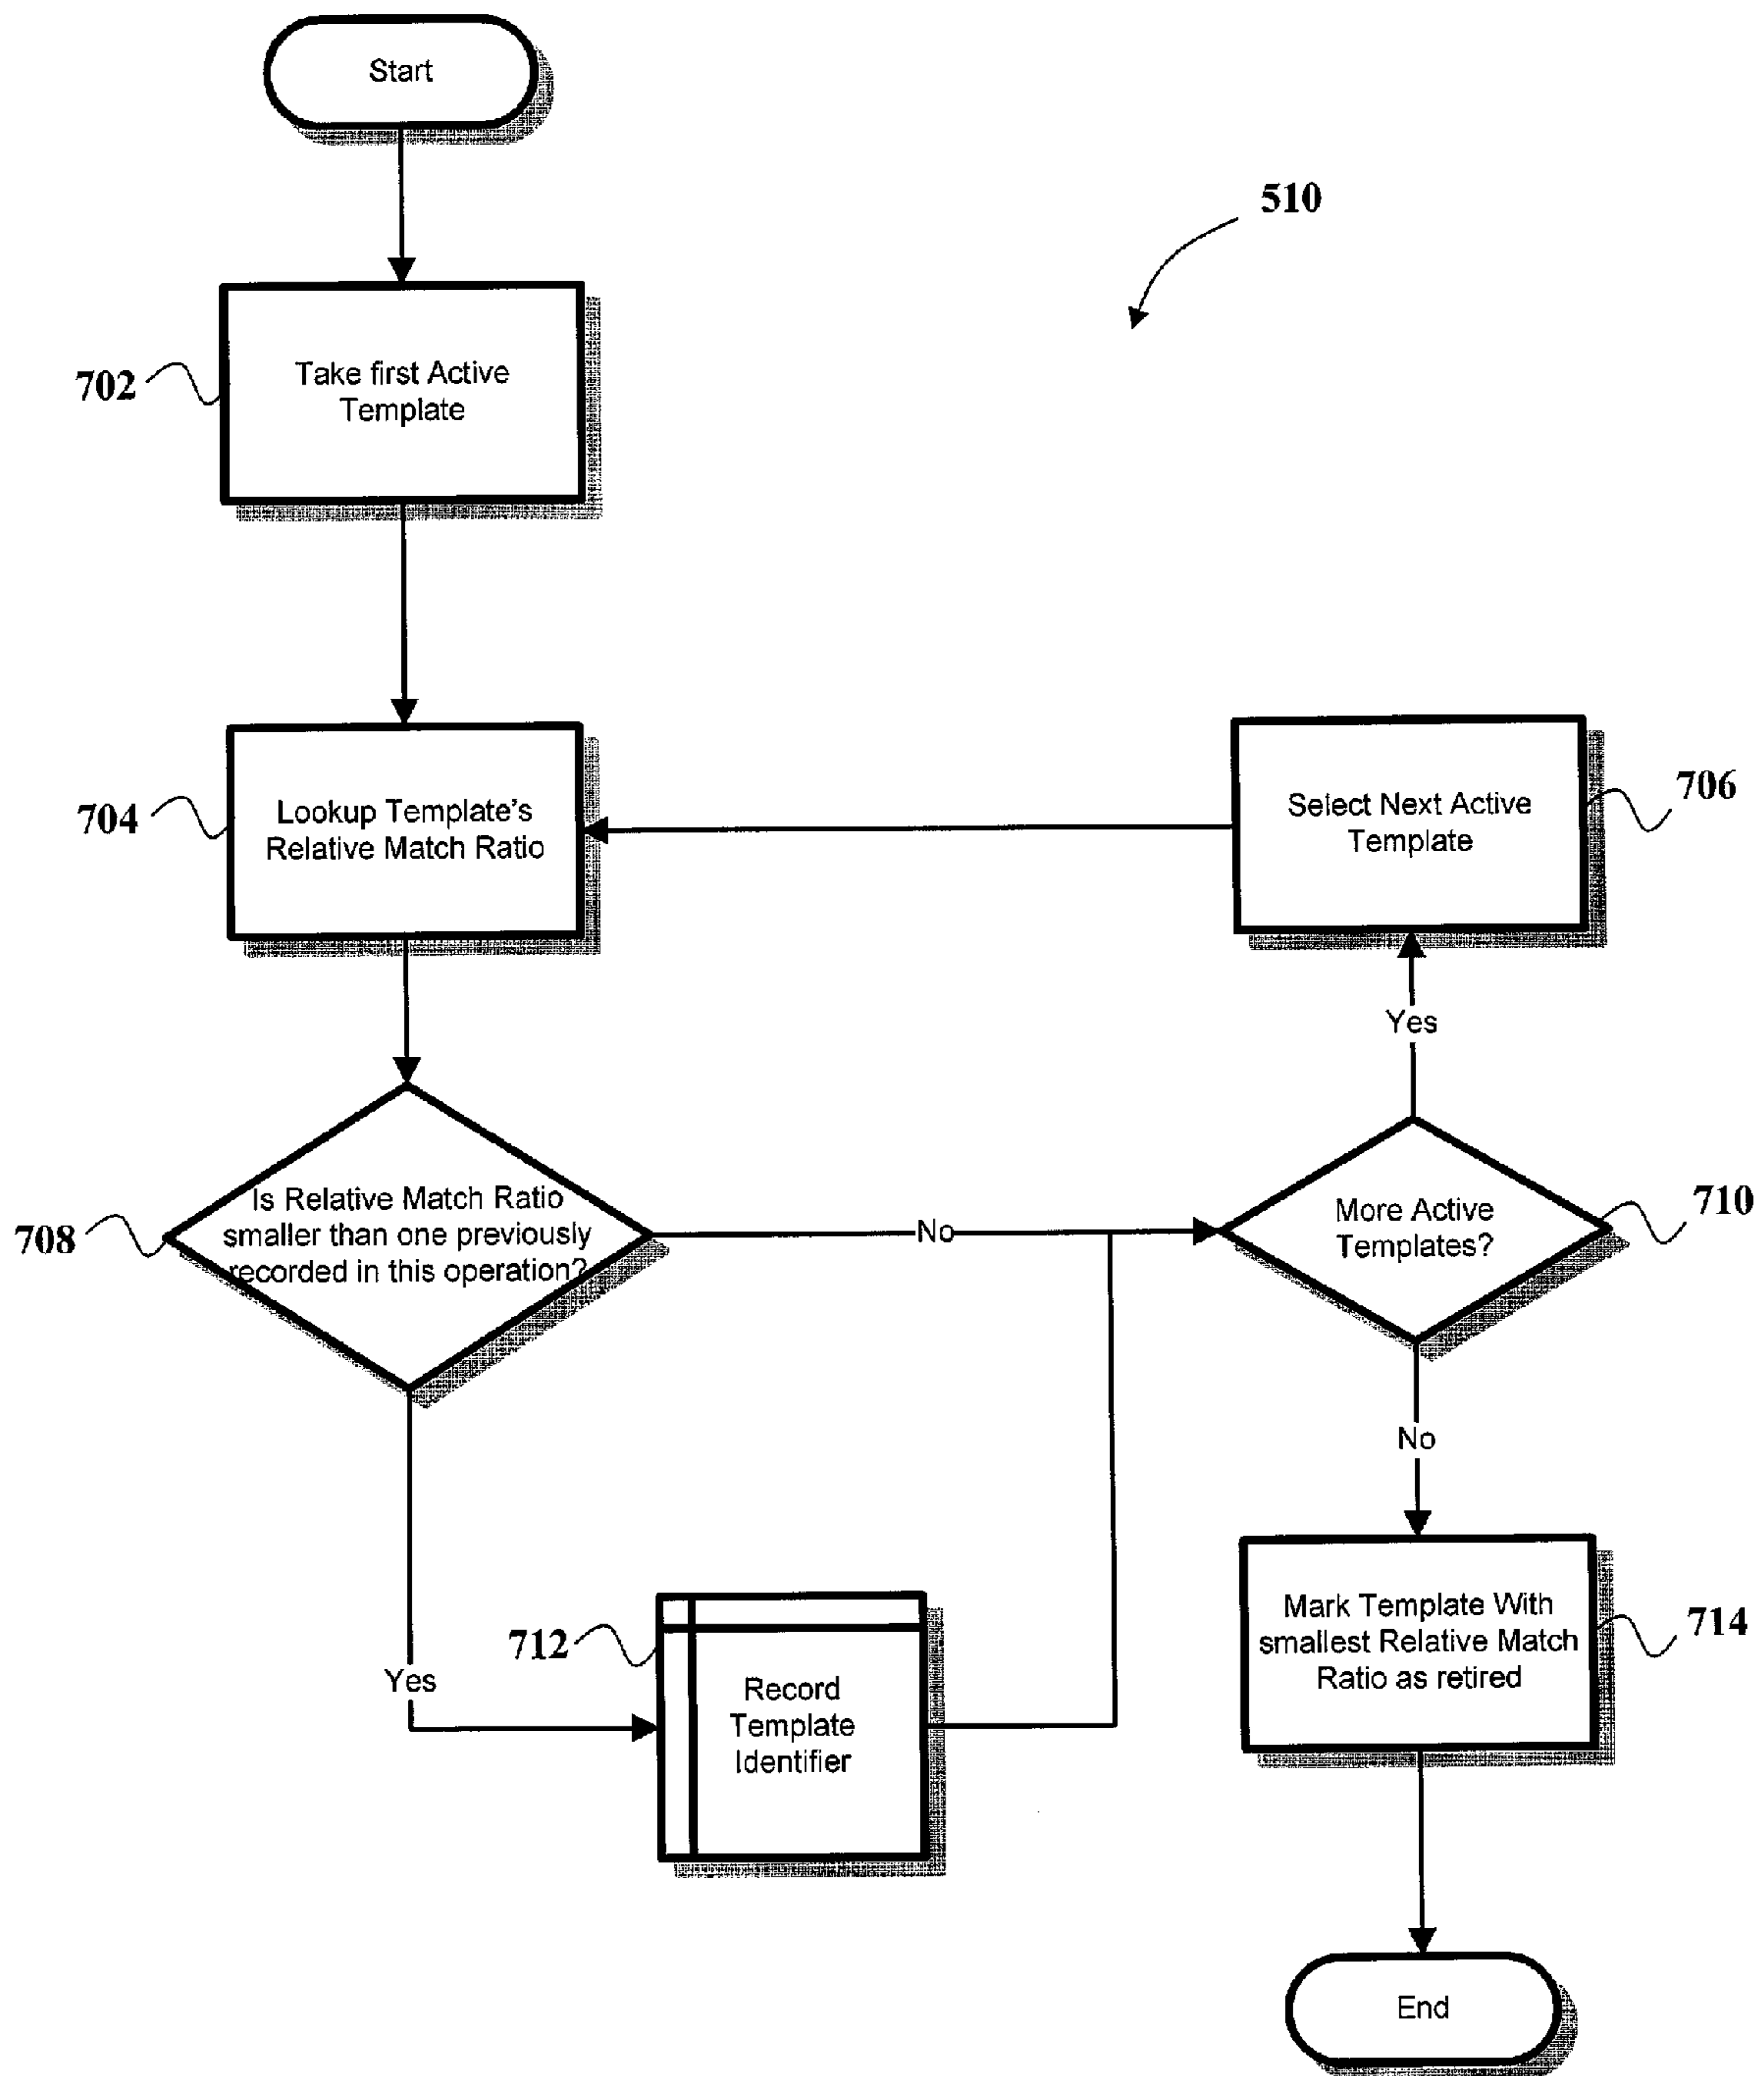 Start
510
702
Take first Active
Template
704
Lookup Template's
Relative Match Ratio
Select Next Active
Template
706
Yes
708
Is Relative Match Ratio
smaller than one previously
recorded in this operation?
No
More Active
Templates?
710
No
Yes
712
Record
Template
Identifier
Mark Template With
smallest Relative Match
Ratio as retired
714
End